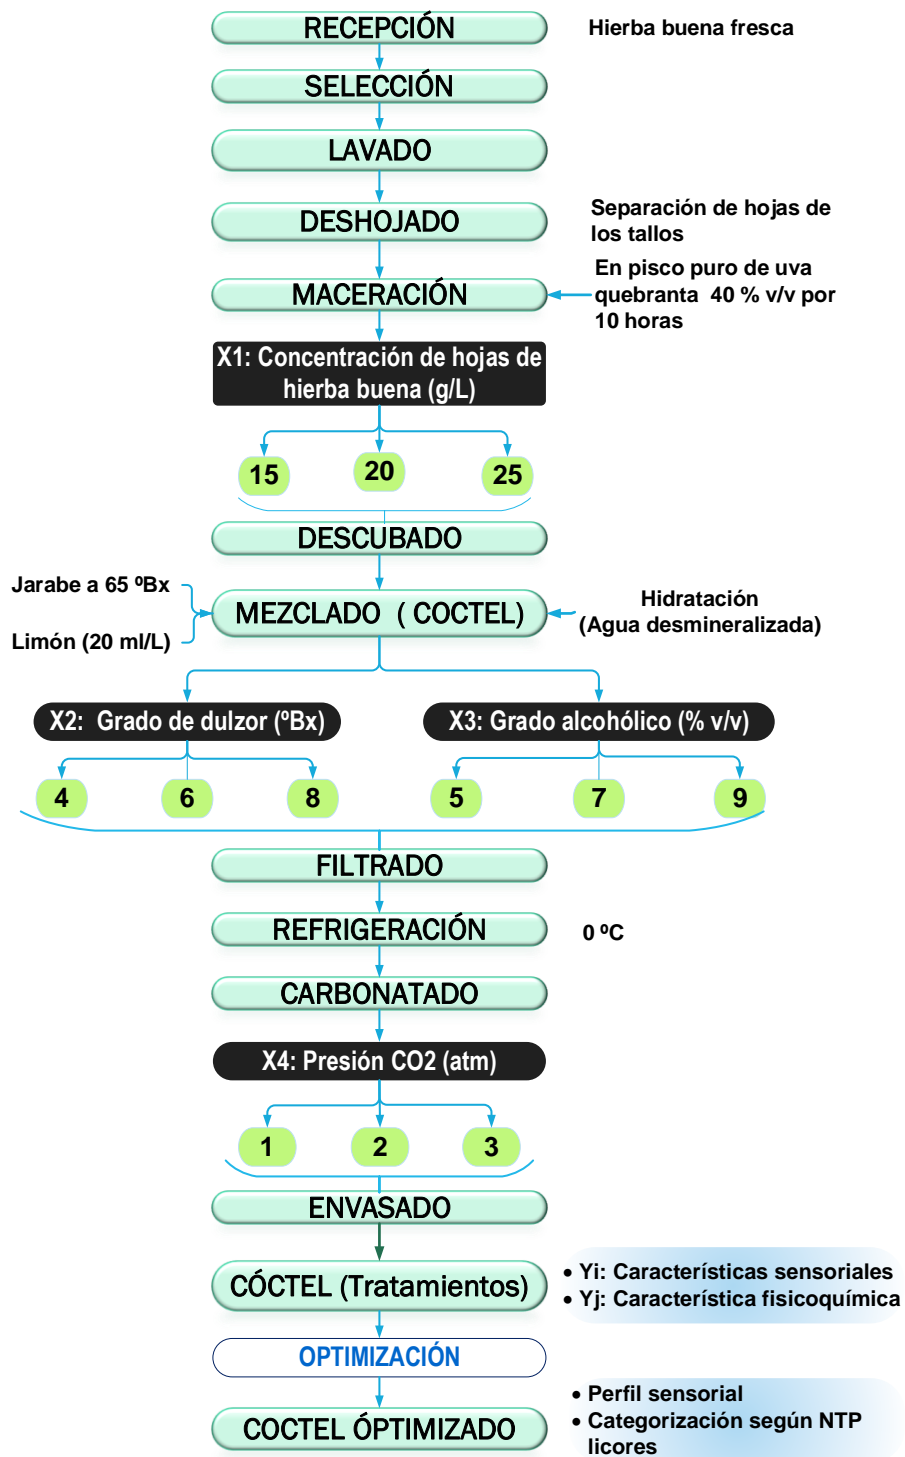 RECEPCIÓN
Hierba buena fresca
SELECCIÓN
LAVADO
DESHOJADO
Separación de hojas de
los tallos
MACERACIÓN
En pisco puro de uva
quebranta 40 % v/v por
10 horas
X1: Concentración de hojas de
hierba buena (g/L)
15
20
25
DESCUBADO
Jarabe a 65 ºBx
Limón (20 ml/L)
MEZCLADO ( COCTEL)
Hidratación
(Agua desmineralizada)
X2: Grado de dulzor (ºBx)
X3: Grado alcohólico (% v/v)
4
6
8
5
7
9
FILTRADO
REFRIGERACIÓN
0 ºC
CARBONATADO
X4: Presión CO2 (atm)
1
2
3
ENVASADO
CÓCTEL (Tratamientos)
• Yi: Características sensoriales
• Yj: Característica fisicoquímica
OPTIMIZACIÓN
COCTEL ÓPTIMIZADO
• Perfil sensorial
• Categorización según NTP
licores